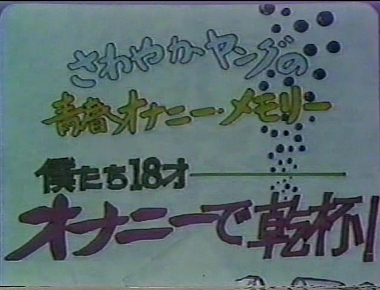 さわやかヤングの
青春オナニー・メモリー
僕たち18才
オナニーで乾杯!